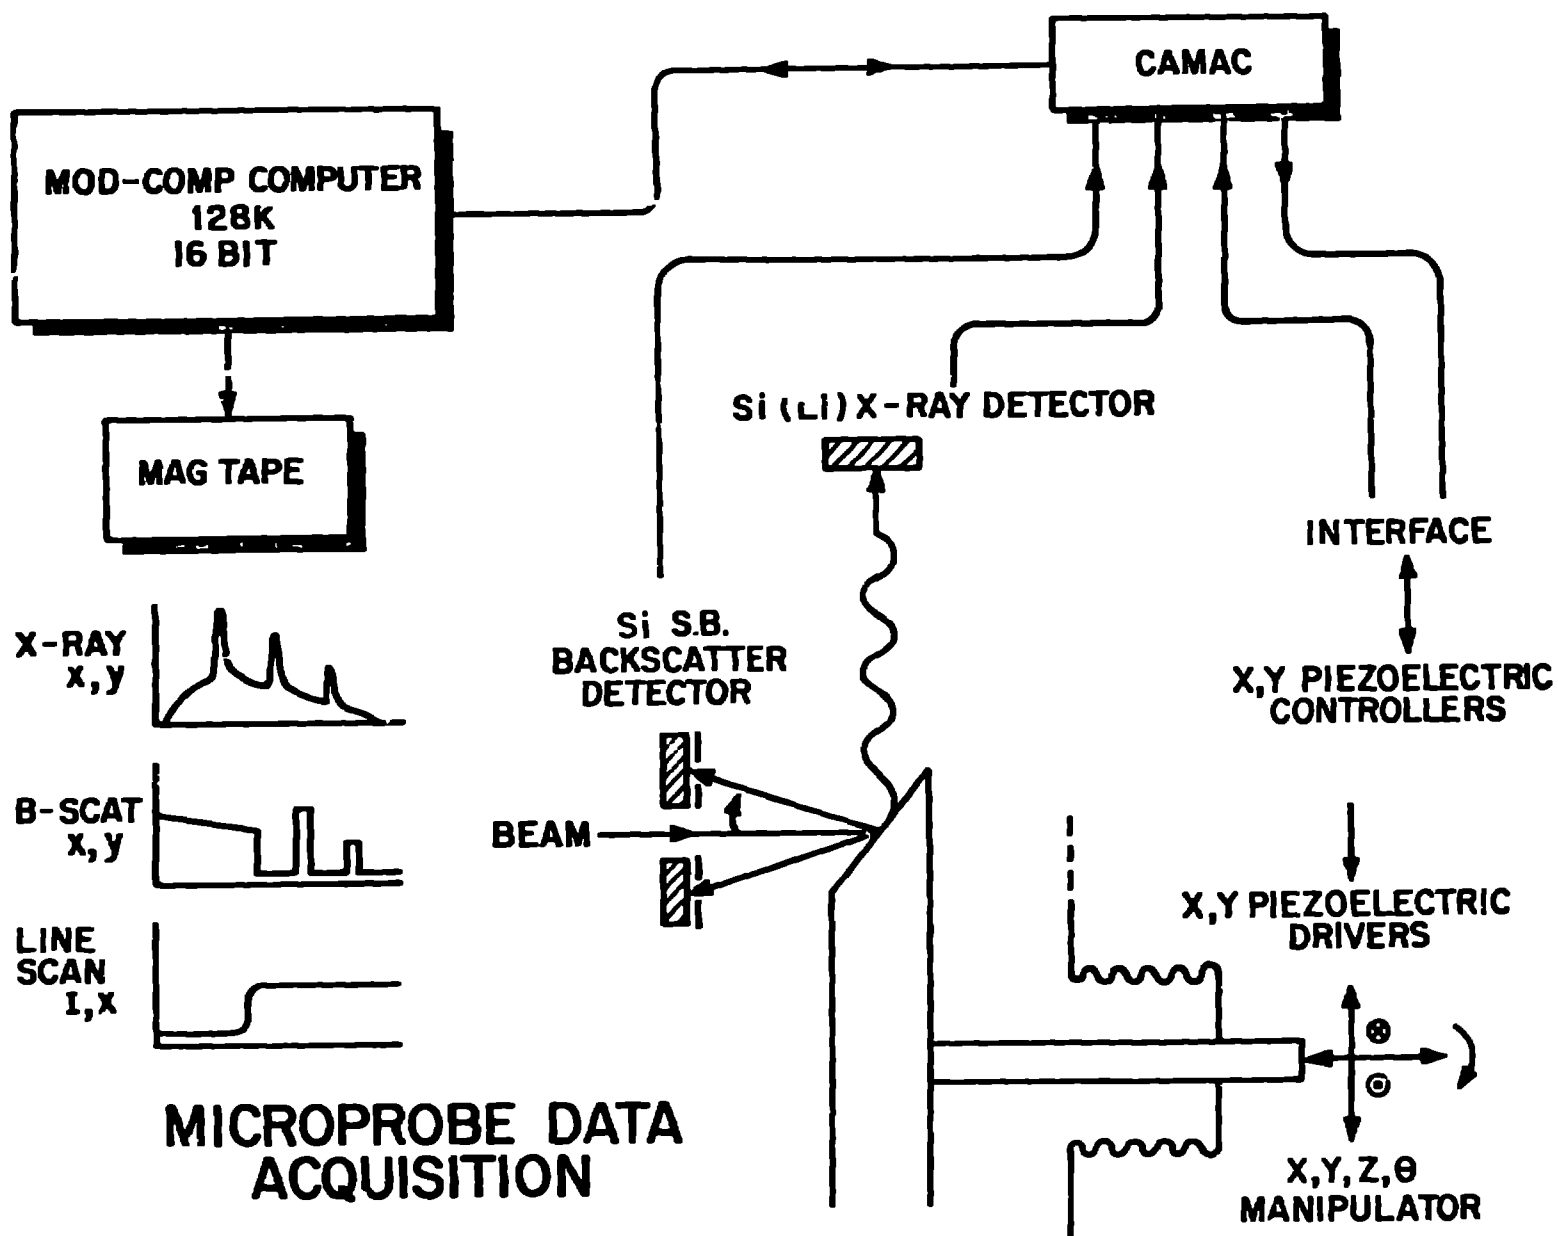 CAMAC
MOD-COMP COMPUTER
128K
16 BIT
MAG TAPE
Si (Li) X-RAY DETECTOR
INTERFACE
X,Y PIEZOELECTRIC
CONTROLLERS
Si S.B.
BACKSCATTER
DETECTOR
X-RAY
x,y
B-SCAT
x,y
LINE
SCAN
I,X
BEAM
X,Y PIEZOELECTRIC
DRIVERS
X,Y,Z,θ
MANIPULATOR
MICROPROBE DATA
ACQUISITION